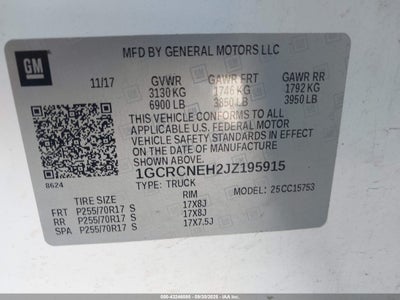 GM
MFD BY GENERAL MOTORS LLC
11/17 GVWR GAWR FRT GAWR RR
3130 KG 1746 KG 1792 KG
6900 LB 3850 LB 3950 LB
THIS VEHICLE CONFORMS TO ALL
APPLICABLE U.S. FEDERAL MOTOR
VEHICLE SAFETY STANDARDS IN EFFECT
ON THE DATE OF MANUFACTURE SHOWN
ABOVE.
8624 1GCRCNEH2JZ195915
TYPE: TRUCK MODEL: 25CC15753
TIRE SIZE RIM
FRT P255/70R17 S 17X8J
RR P255/70R17 S 17X8J
SPA P255/70R17 S 17X7.5J